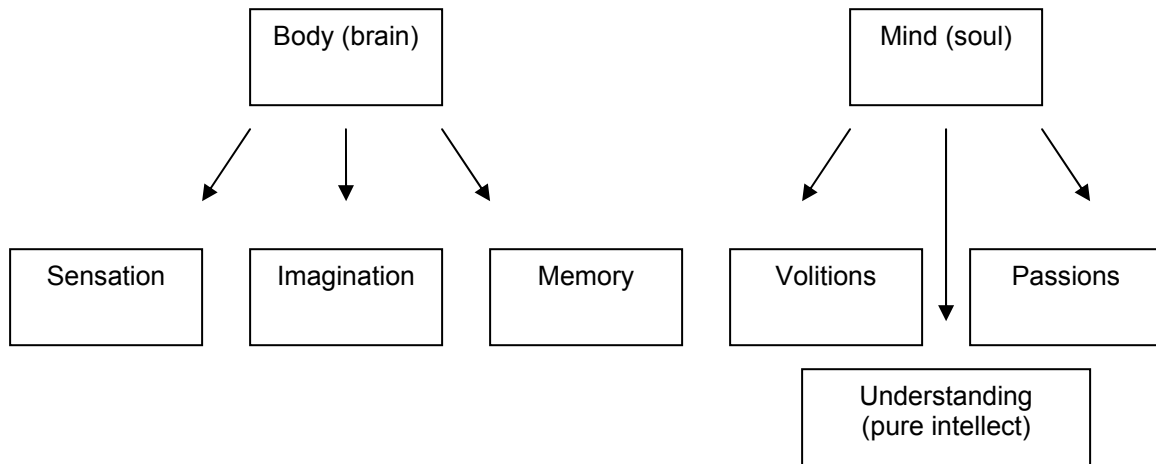 Body (brain)
Mind (soul)
Sensation
Imagination
Memory
Volitions
Passions
Understanding
(pure intellect)